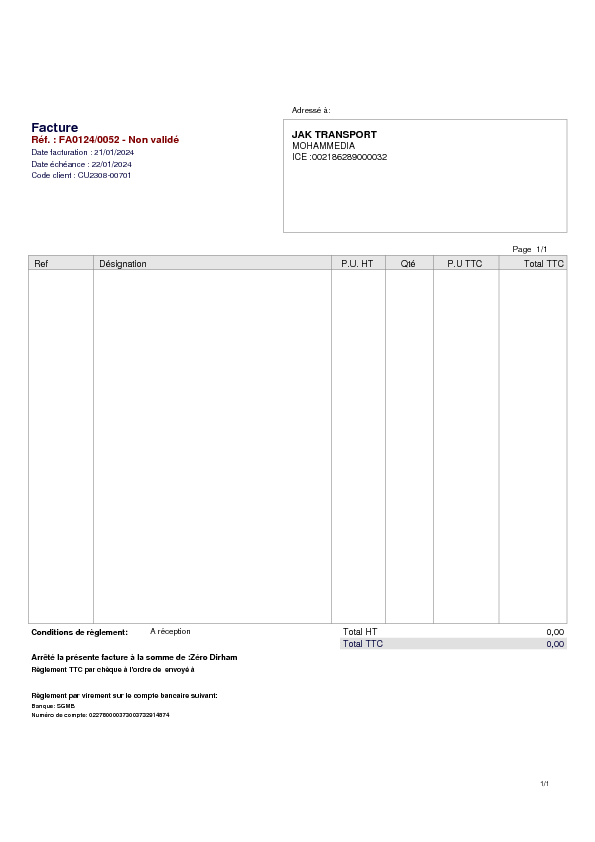 Adressé à:
Facture
Réf. : FA0124/0052 - Non validé
Date facturation : 21/01/2024
Date échéance : 22/01/2024
Code client : CU2308-00701
JAK TRANSPORT
MOHAMMEDIA
ICE :002186289000032
Page 1/1
Ref Désignation P.U. HT Qté P.U TTC Total TTC
Conditions de règlement: A réception
Total HT 0,00
Total TTC 0,00
Arrêté la présente facture à la somme de :Zéro Dirham
Règlement TTC par chèque à l'ordre de envoyé à
Règlement par virement sur le compte bancaire suivant:
Banque: SGMB
Numéro de compte: 022780000373003732914874
1/1